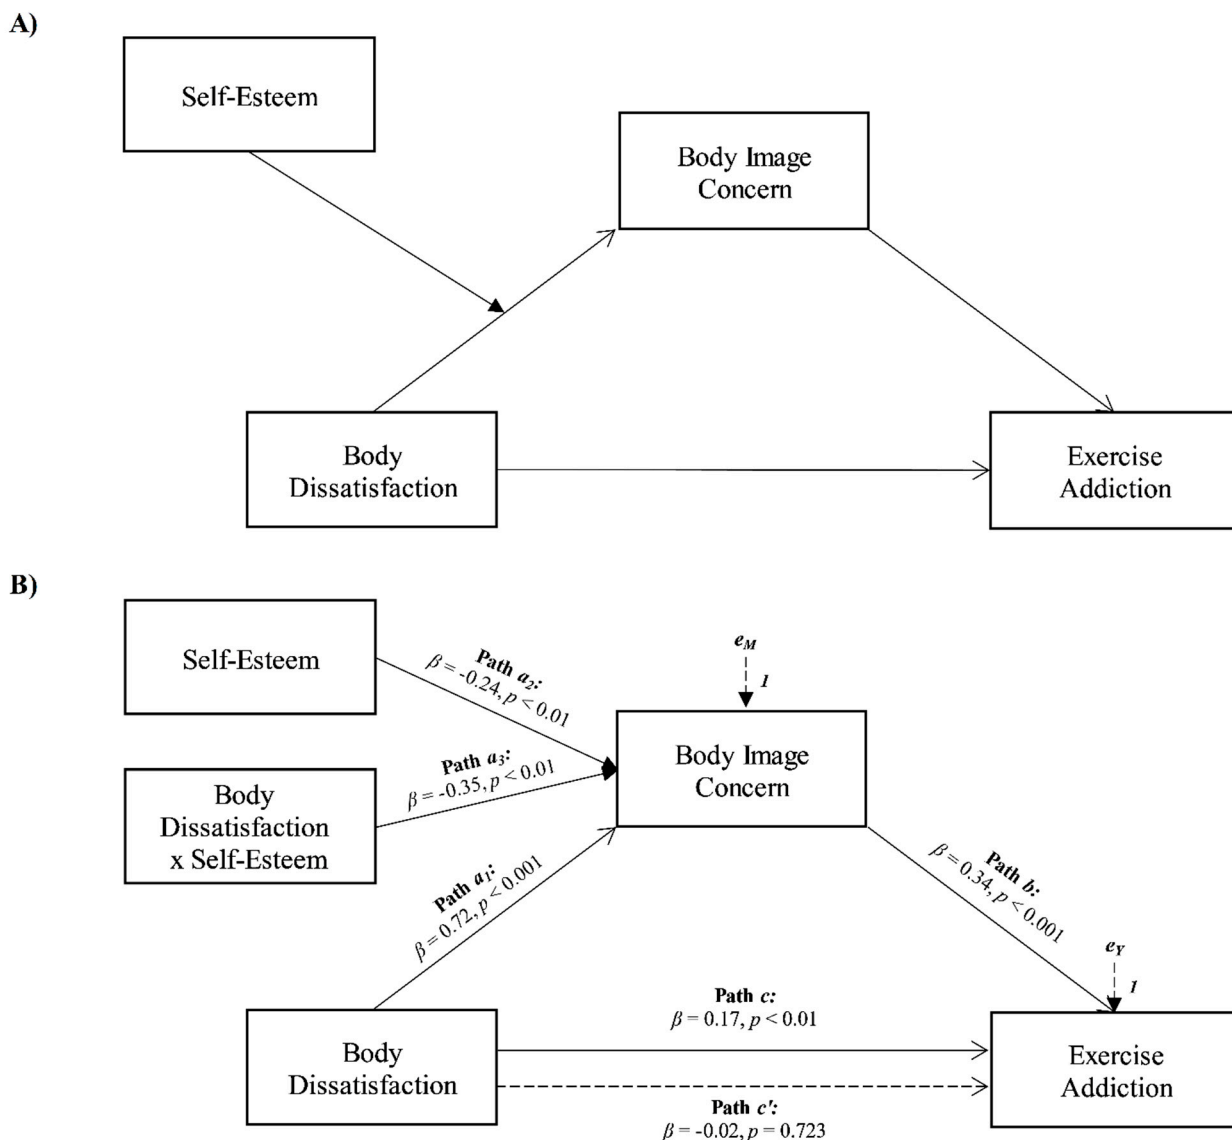 A)
Self-Esteem
Body Image
Concern
Body
Dissatisfaction
Exercise
Addiction
B)
Self-Esteem
Path a₂:
β = -0.24, p < 0.01
e_M
1
Body
Dissatisfaction
x Self-Esteem
Path a₃:
β = -0.35, p < 0.01
Body Image
Concern
Path a₁:
β = 0.72, p < 0.001
Path b:
β = 0.34, p < 0.001
e_Y
1
Body
Dissatisfaction
Path c:
β = 0.17, p < 0.01
Path c':
β = -0.02, p = 0.723
Exercise
Addiction